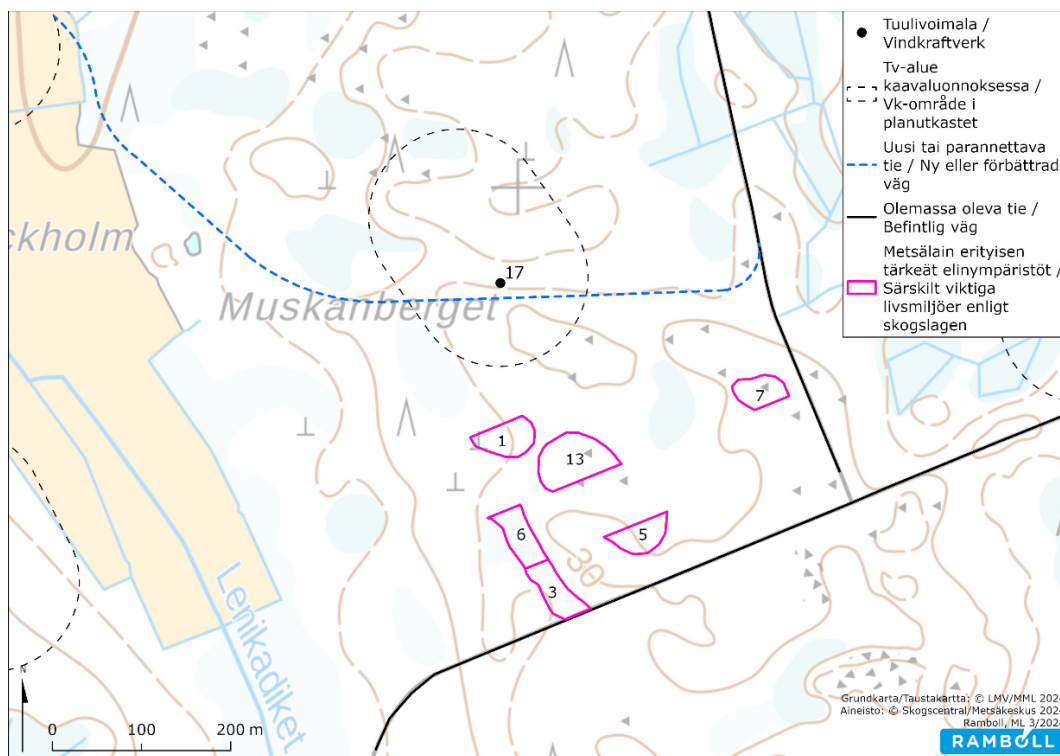 Tuulivoimala /
Vindkraftverk
Tv-alue
kaavaluonnoksessa /
Vk-område i
planutkastet
Uusi tai parannettava
tie / Ny eller förbättrad
väg
Olemassa oleva tie /
Befintlig väg
Metsälain erityisen
tärkeät elinympäristöt /
Särskilt viktiga
livsmiljöer enligt
skogslagen
ckholm
17
Muskanberget
7
1
13
6
5
30
3
Lenikadiket
N
0 100 200 m
Grundkarta/Taustakartta: © LMV/MML 2024
Aineisto: © Skogscentral/Metsäkeskus 202
Ramboll, ML 3/2024
RAMBOLL